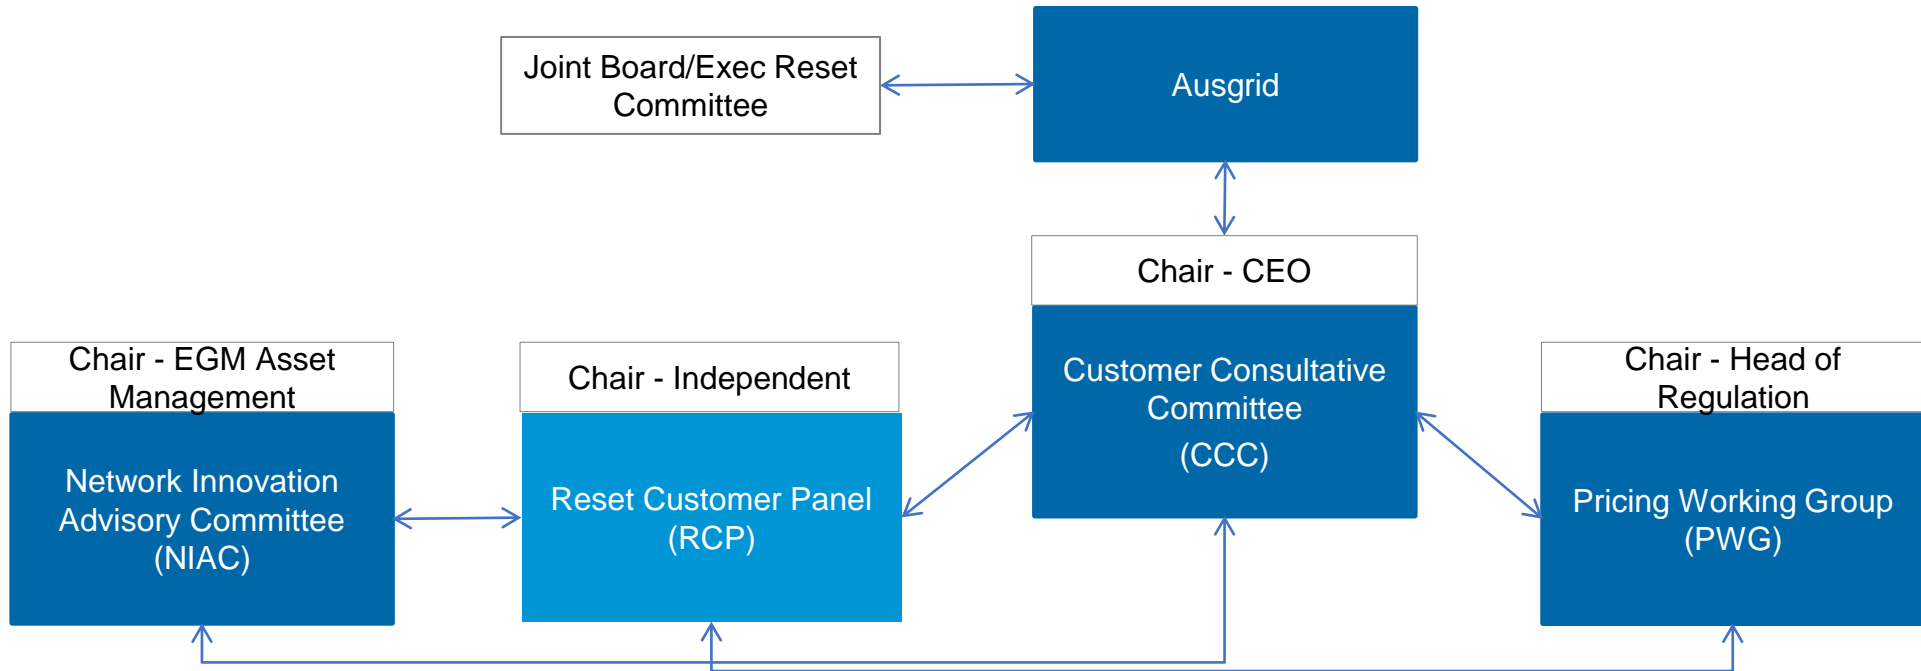 Joint Board/Exec Reset
Committee
Ausgrid
Chair - CEO
Customer Consultative
Committee
(CCC)
Chair - EGM Asset
Management
Network Innovation
Advisory Committee
(NIAC)
Chair - Independent
Reset Customer Panel
(RCP)
Chair - Head of
Regulation
Pricing Working Group
(PWG)